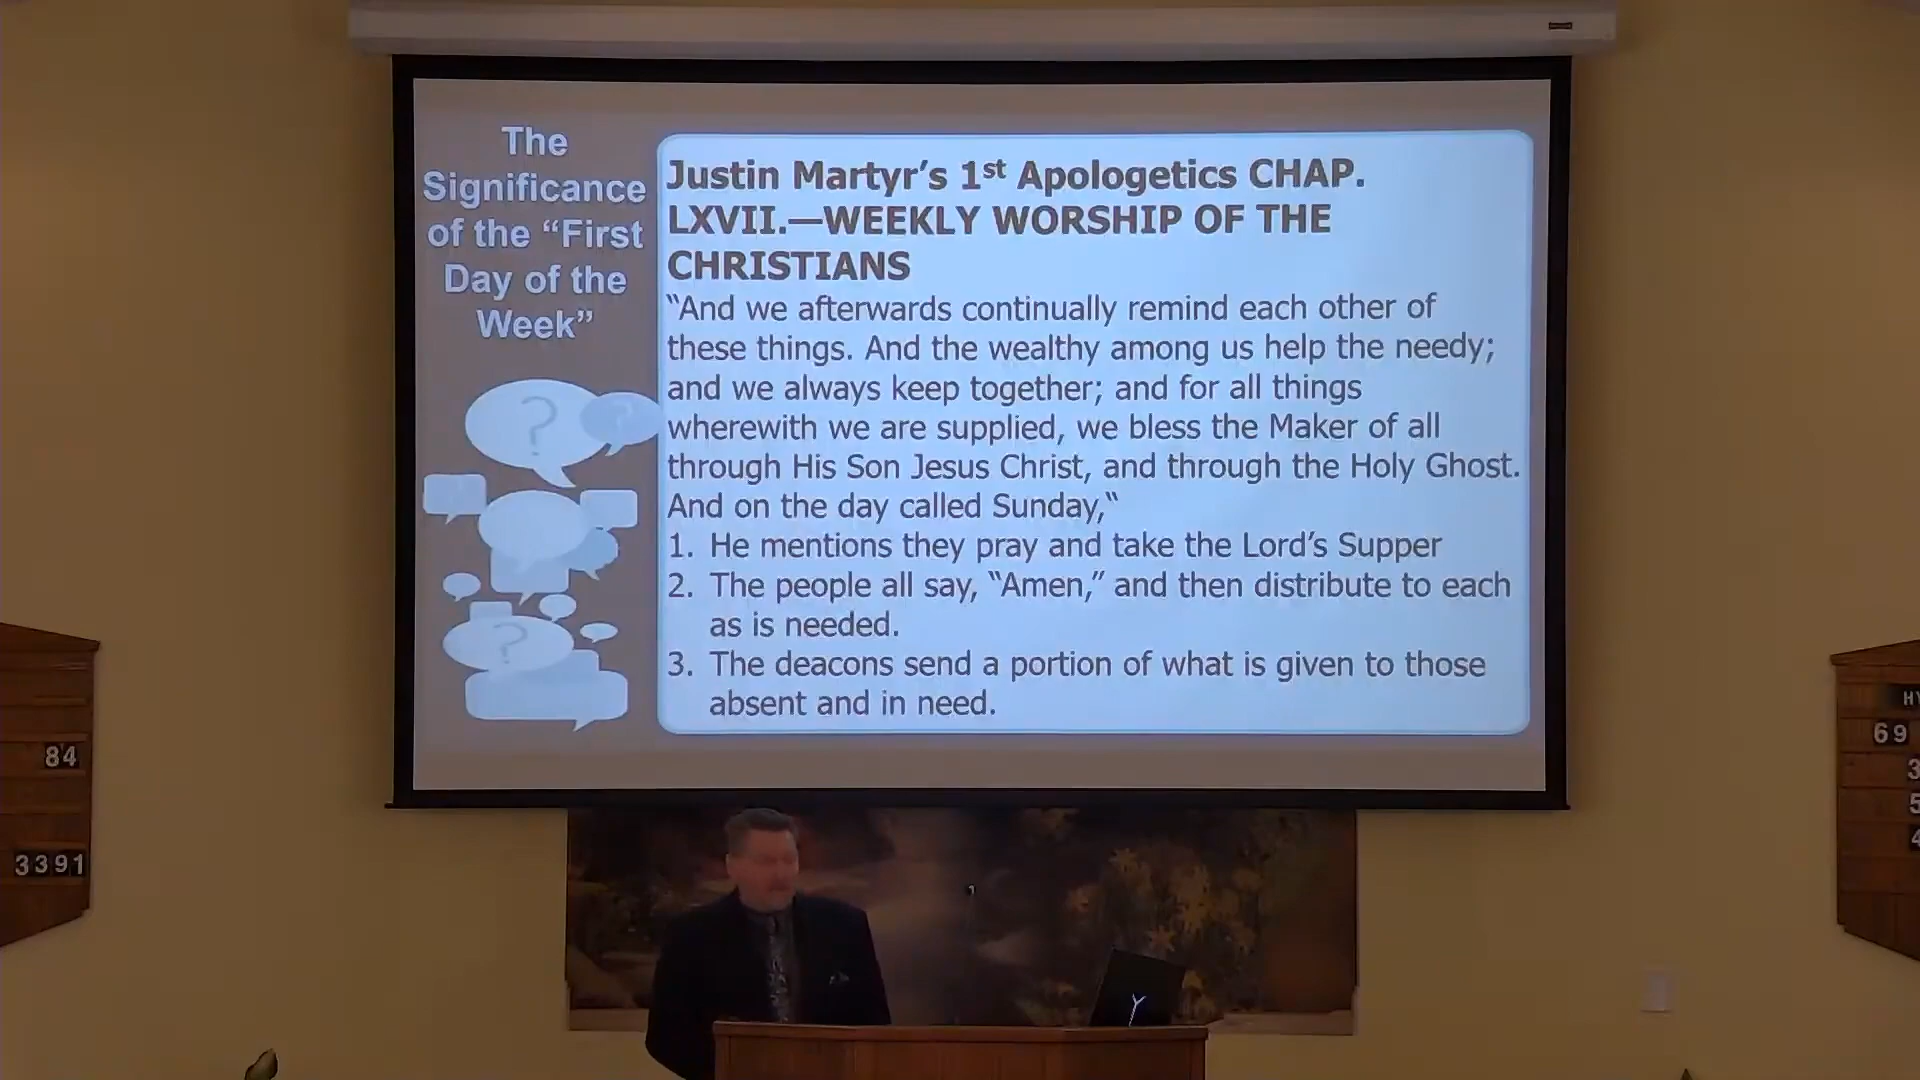 The
Significance
of the “First
Day of the
Week”
Justin Martyr’s 1st Apologetics CHAP.
LXVII.—WEEKLY WORSHIP OF THE
CHRISTIANS
“And we afterwards continually remind each other of
these things. And the wealthy among us help the needy;
and we always keep together; and for all things
wherewith we are supplied, we bless the Maker of all
through His Son Jesus Christ, and through the Holy Ghost.
And on the day called Sunday,“
1. He mentions they pray and take the Lord’s Supper
2. The people all say, “Amen,” and then distribute to each
as is needed.
3. The deacons send a portion of what is given to those
absent and in need.
?
?
?
84
3391
69